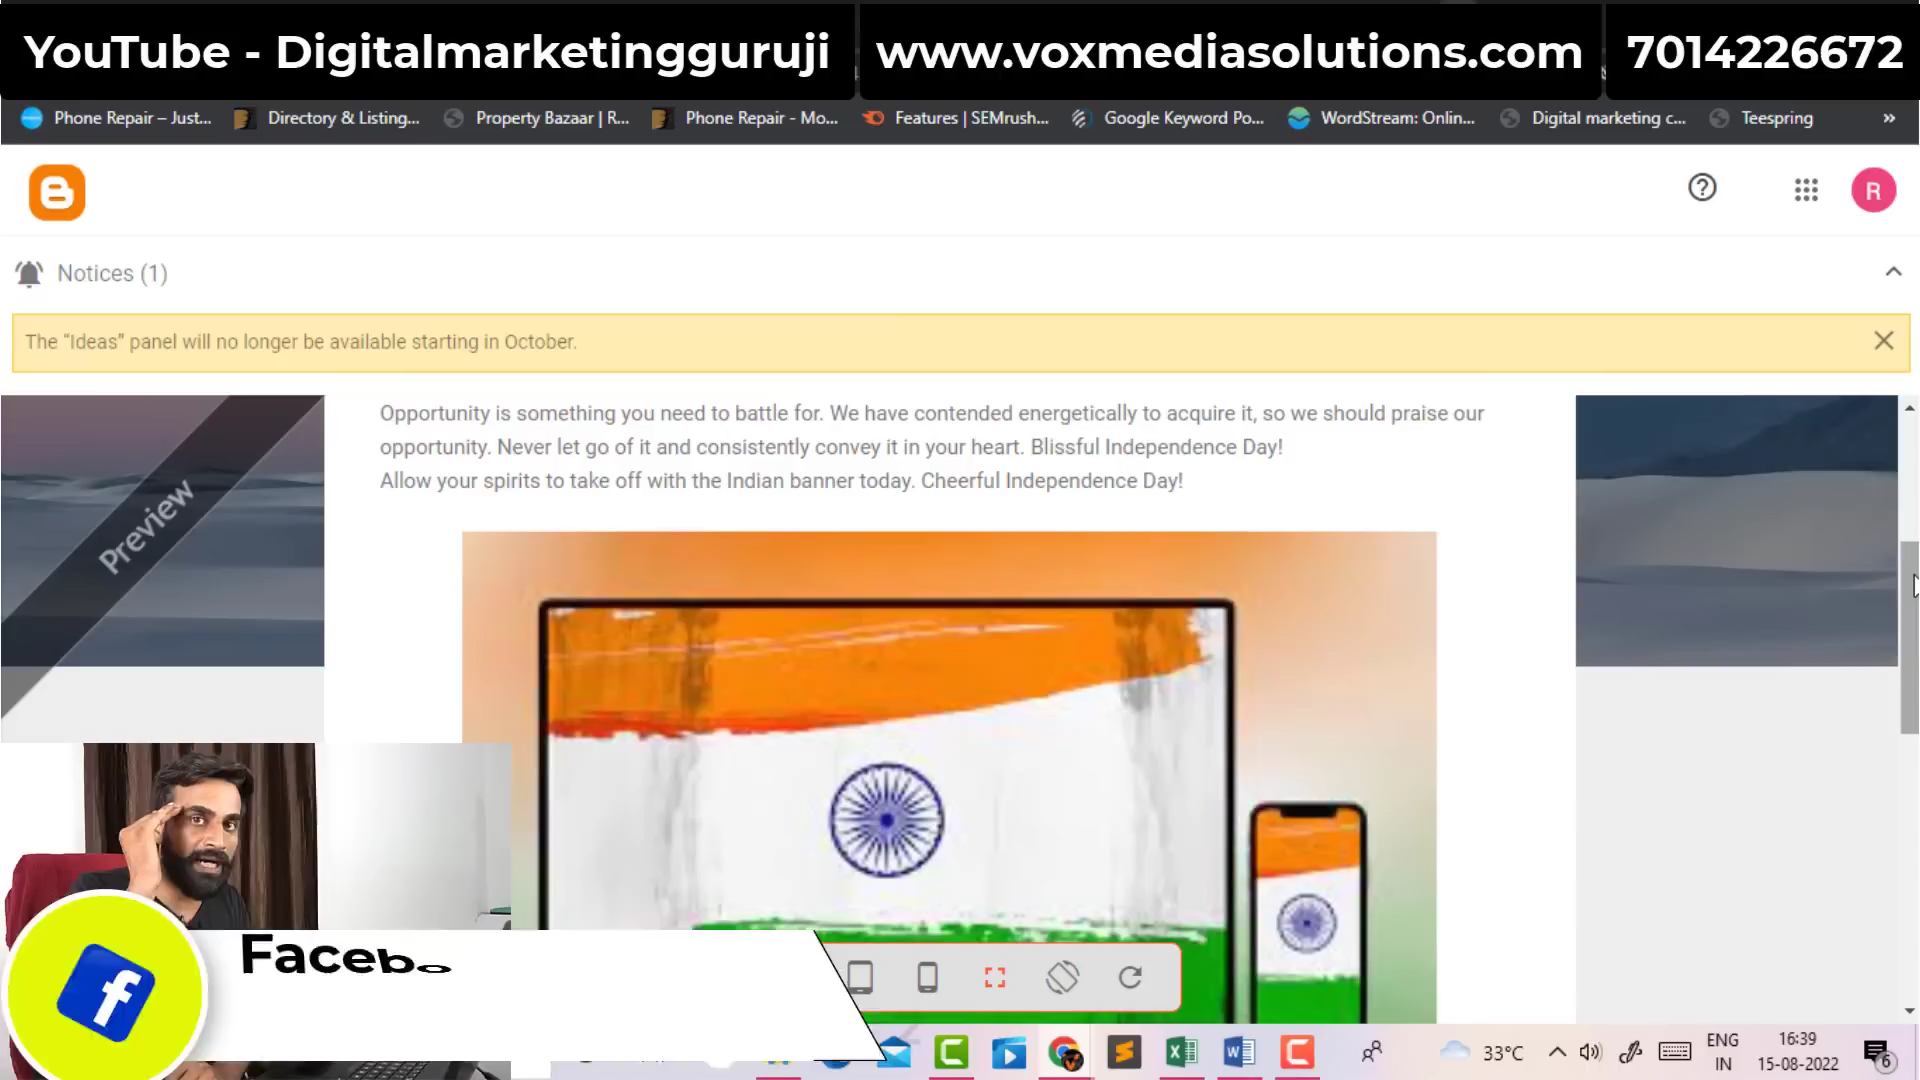 YouTube - Digitalmarketingguruji
www.voxmediasolutions.com
7014226672
Phone Repair – Just...
Directory & Listing...
Property Bazaar | R...
Phone Repair - Mo...
Features | SEMrush...
Google Keyword Po...
WordStream: Onlin...
Digital marketing c...
Teespring
»
R
Notices (1)
The “Ideas” panel will no longer be available starting in October.
Opportunity is something you need to battle for. We have contended energetically to acquire it, so we should praise our
opportunity. Never let go of it and consistently convey it in your heart. Blissful Independence Day!
Allow your spirits to take off with the Indian banner today. Cheerful Independence Day!
Preview
Facebo
33°C
ENG
IN
16:39
15-08-2022
6